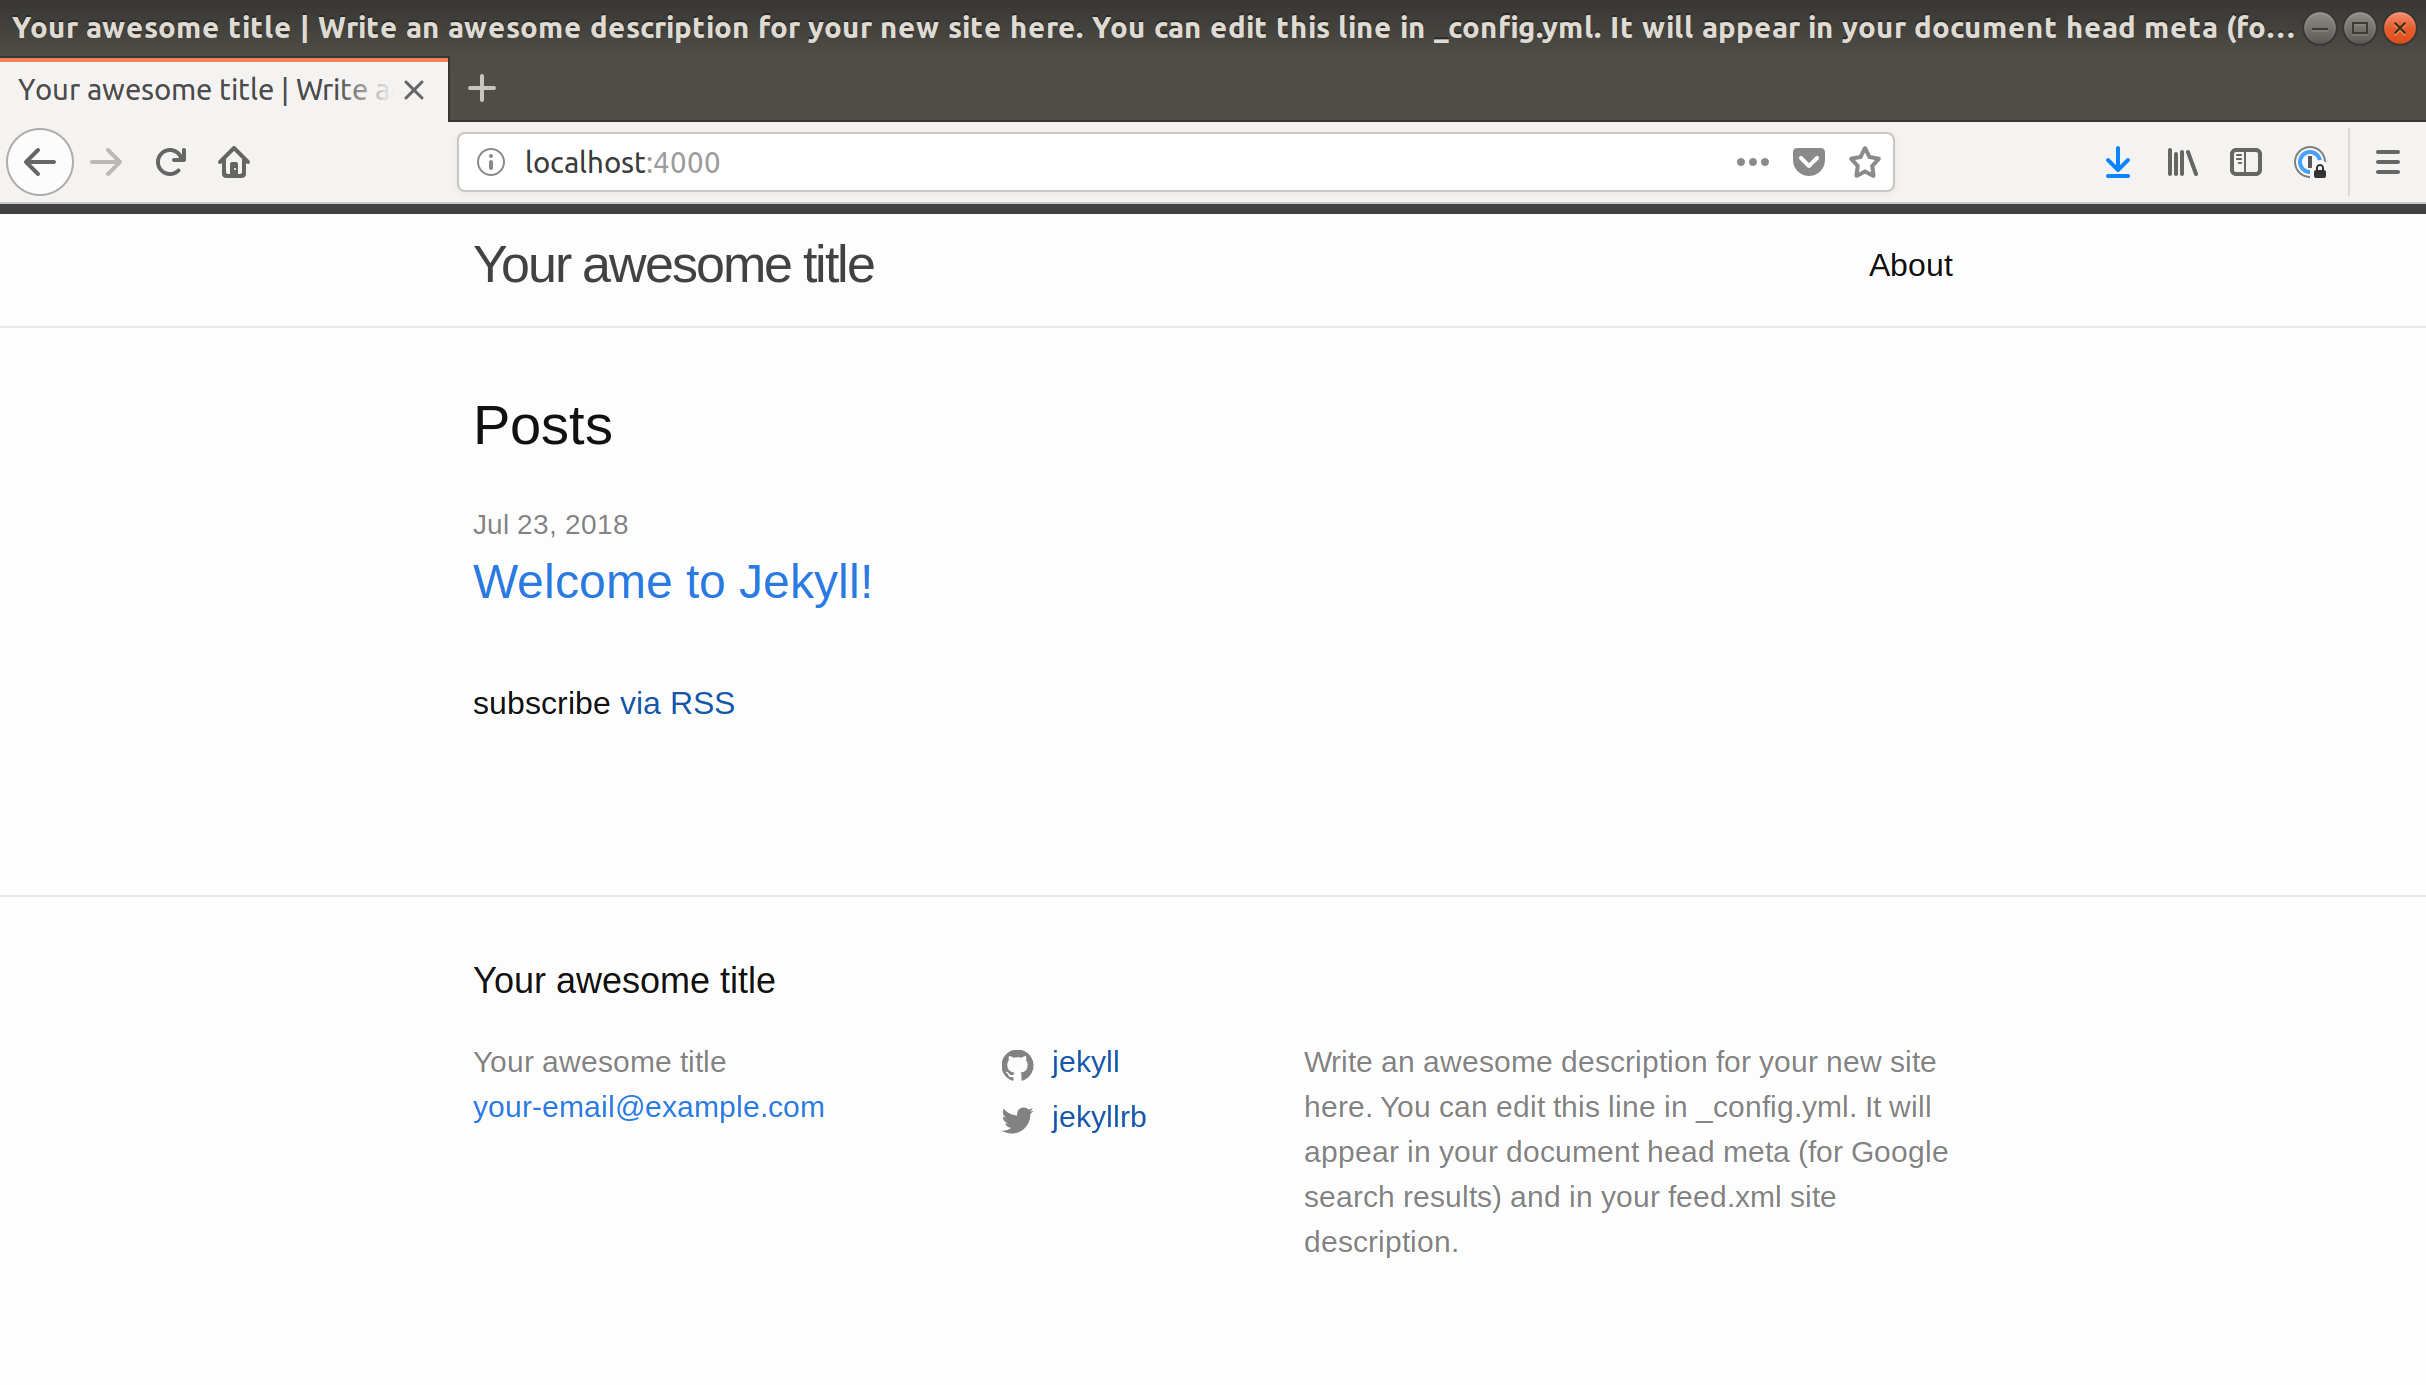 Your awesome title | Write an awesome description for your new site here. You can edit this line in _config.yml. It will appear in your document head meta (fo...
Your awesome title | Write a
localhost:4000
Your awesome title
About
Posts
Jul 23, 2018
Welcome to Jekyll!
subscribe via RSS
Your awesome title
Your awesome title
your-email@example.com
jekyll
jekyllrb
Write an awesome description for your new site
here. You can edit this line in _config.yml. It will
appear in your document head meta (for Google
search results) and in your feed.xml site
description.